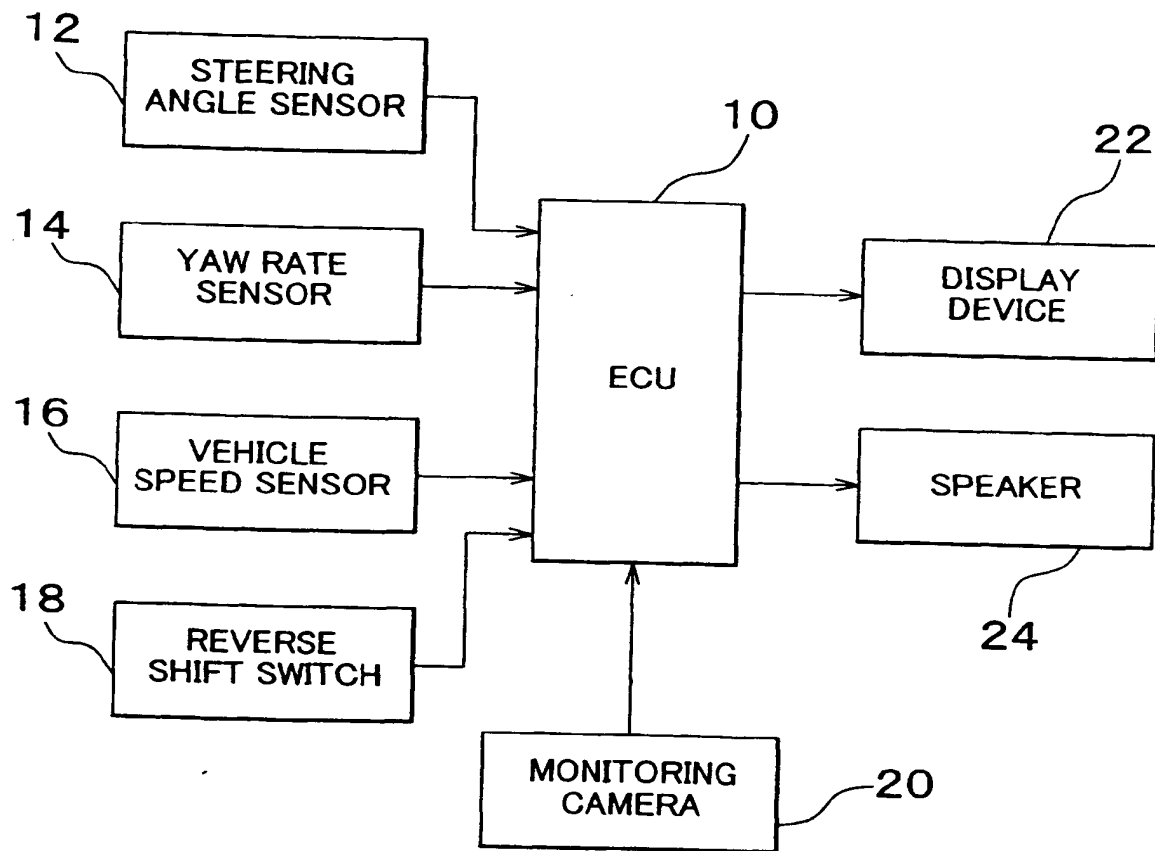 12
STEERING
ANGLE SENSOR
10
22
14
YAW RATE
SENSOR
DISPLAY
DEVICE
ECU
16
VEHICLE
SPEED SENSOR
SPEAKER
24
18
REVERSE
SHIFT SWITCH
MONITORING
CAMERA
20